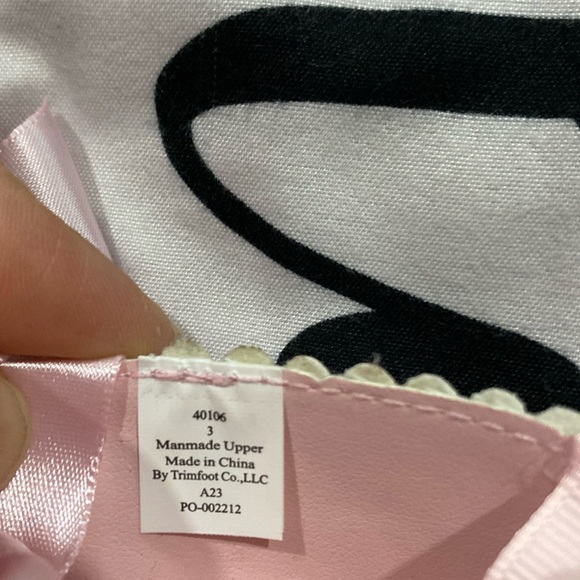 40106
3
Manmade Upper
Made in China
By Trimfoot Co.,LLC
A23
PO-002212